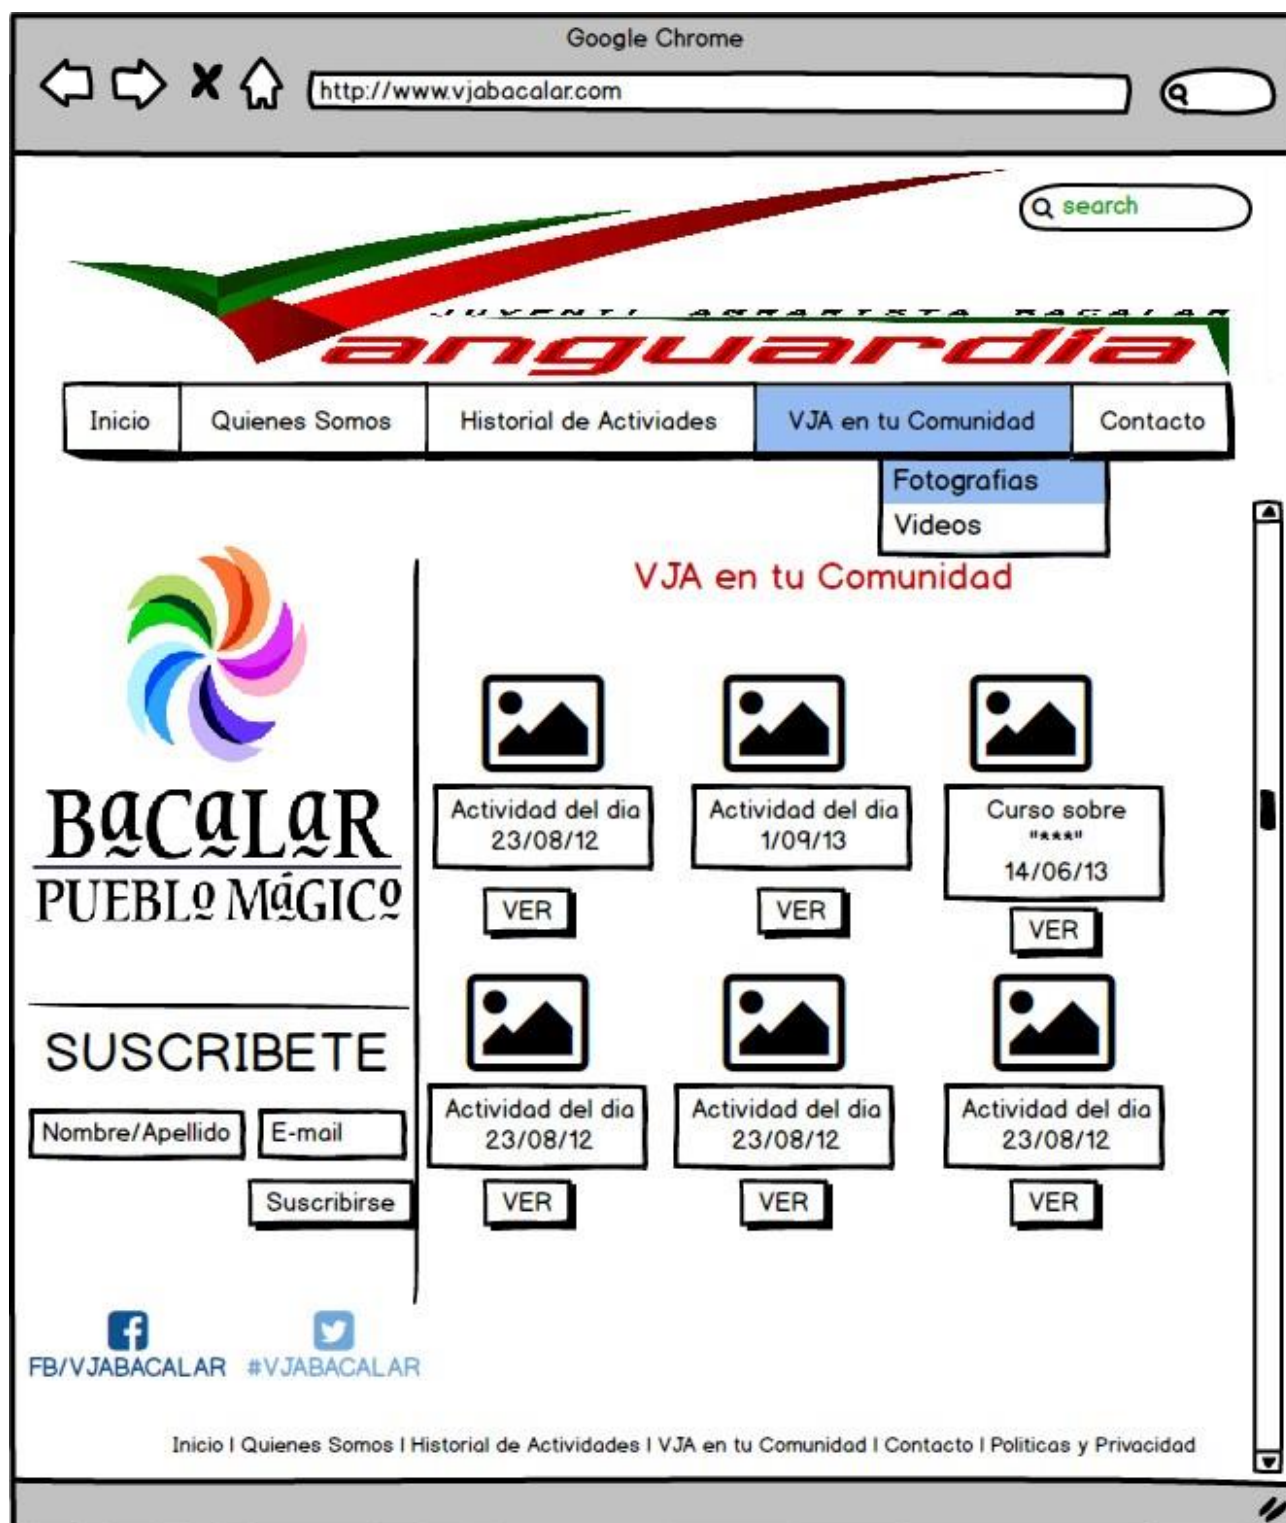 Google Chrome
http://www.vjabacalar.com
search
JUVENTI AGRARISTA BACALAR
anguardia
Inicio
Quienes Somos
Historial de Activiades
VJA en tu Comunidad
Contacto
Fotografias
Videos
VJA en tu Comunidad
BaCaLaR
PUEBLo MáGICo
Actividad del dia
23/08/12
Actividad del dia
1/09/13
Curso sobre
"***"
14/06/13
VER
VER
VER
SUSCRIBETE
Nombre/Apellido
E-mail
Suscribirse
Actividad del dia
23/08/12
Actividad del dia
23/08/12
Actividad del dia
23/08/12
VER
VER
VER
FB/VJABACALAR
#VJABACALAR
Inicio | Quienes Somos | Historial de Actividades | VJA en tu Comunidad | Contacto | Politicas y Privacidad